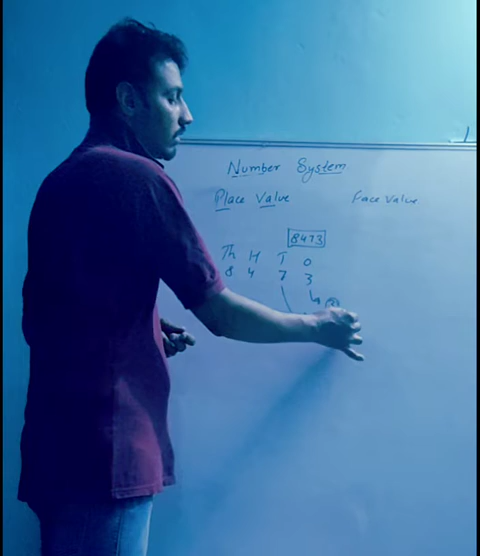 Number System
Place Value Face Value
8473
Th H T O
8 4 7 3